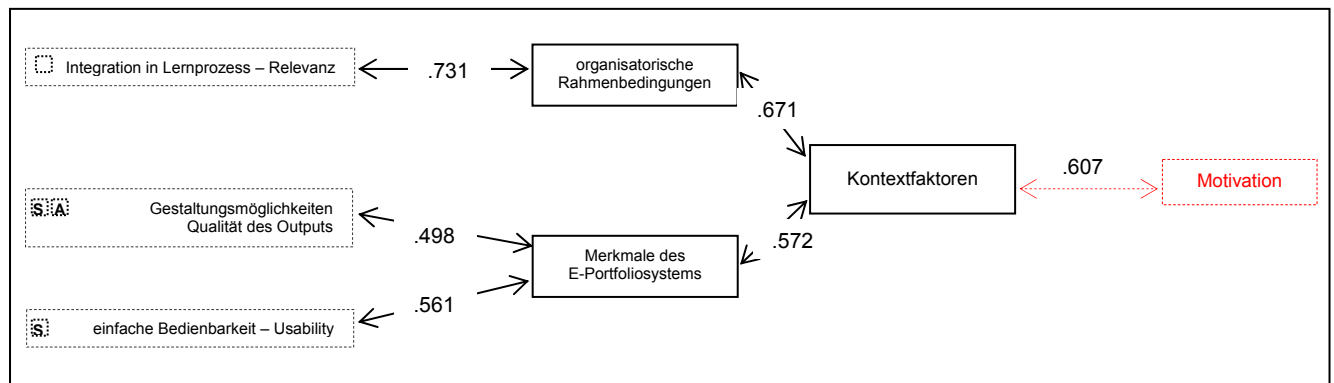 Integration in Lernprozess – Relevanz
.731
organisatorische
Rahmenbedingungen
.671
Kontextfaktoren
.607
Motivation
S A Gestaltungsmöglichkeiten
Qualität des Outputs
.498
Merkmale des
E-Portfoliosystems
.572
.561
S einfache Bedienbarkeit – Usability